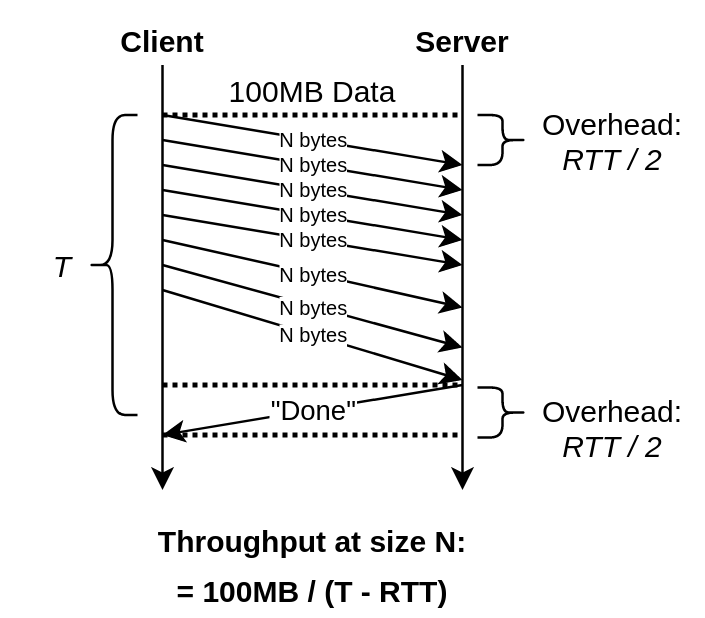 Client
Server
100MB Data
N bytes
N bytes
N bytes
N bytes
N bytes
N bytes
N bytes
N bytes
Overhead:
RTT / 2
T
"Done"
Overhead:
RTT / 2
Throughput at size N:
= 100MB / (T - RTT)